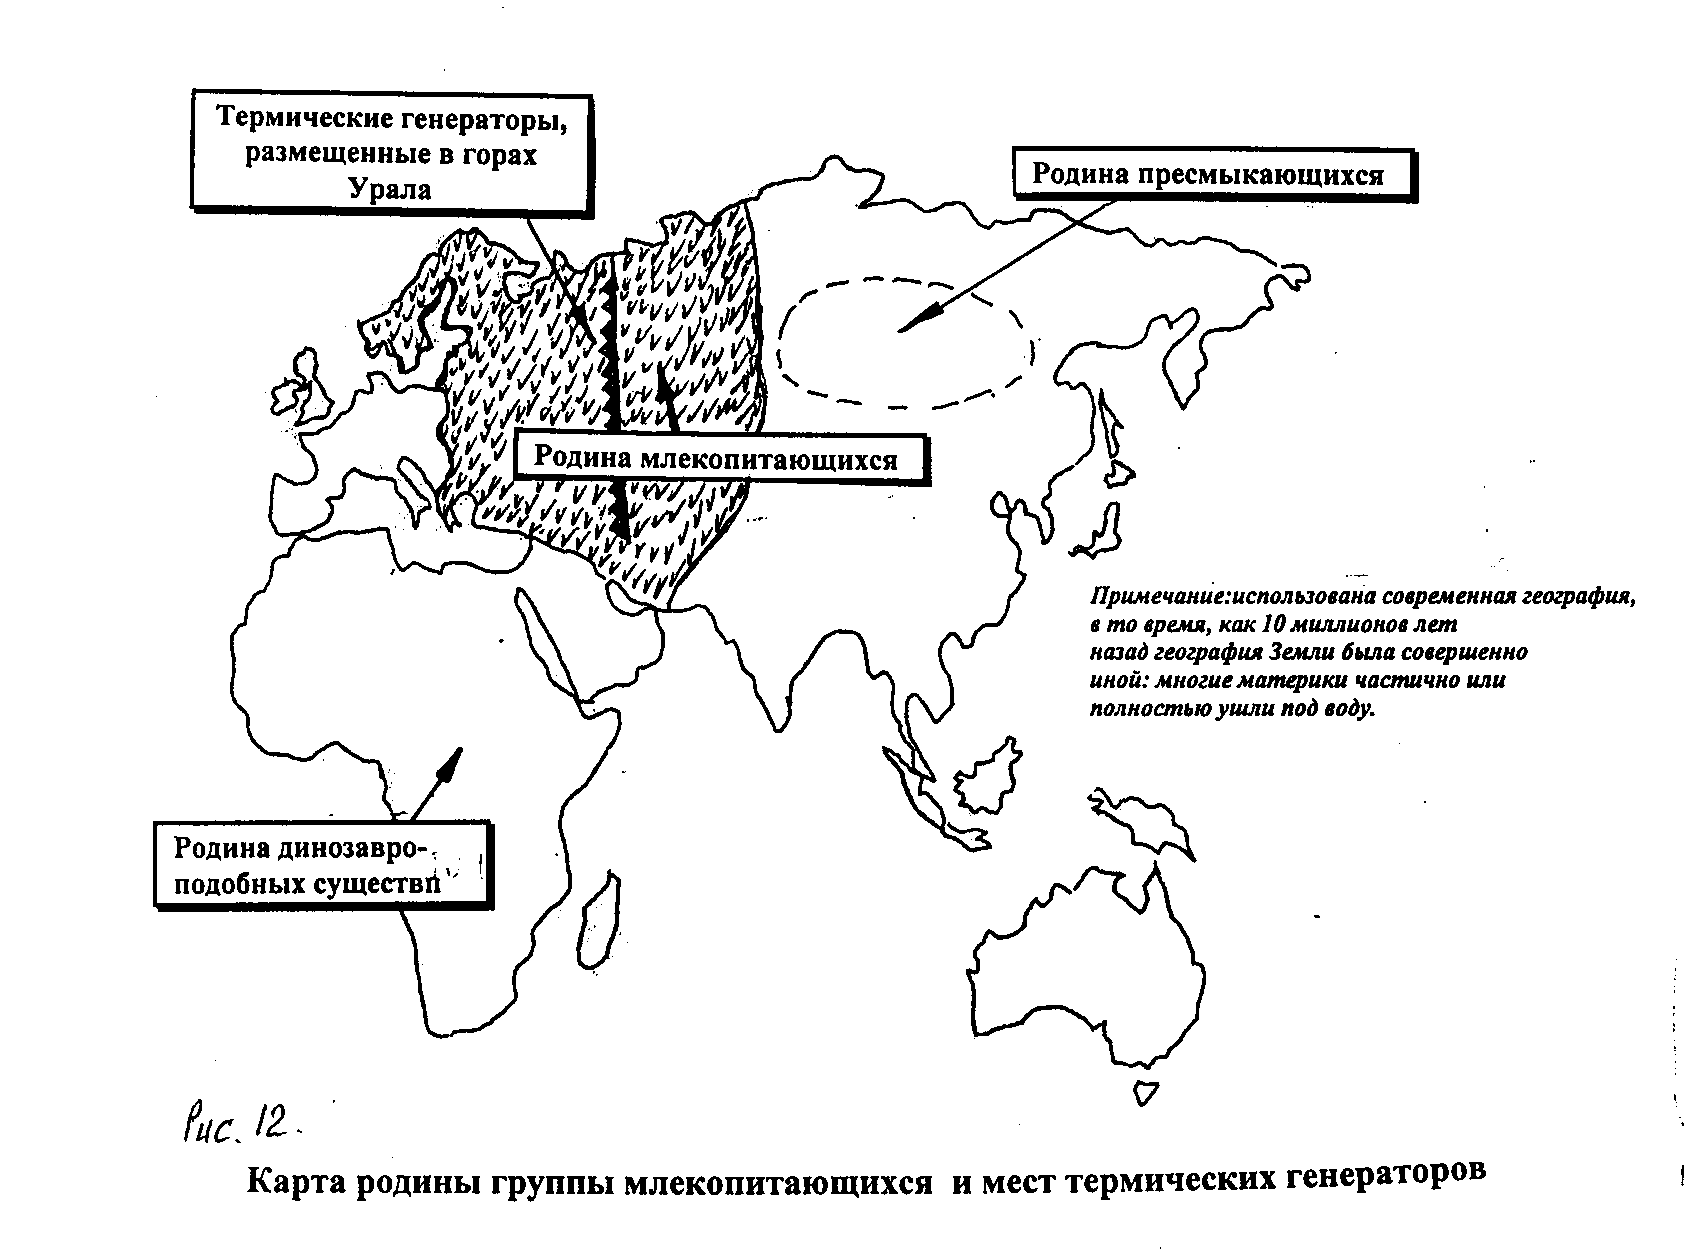 Термические генераторы,
размещенные в горах
Урала
Родина пресмыкающихся
Родина млекопитающихся
Примечание:использована современная география,
в то время, как 10 миллионов лет
назад география Земли была совершенно
иной: многие материки частично или
полностью ушли под воду.
Родина динозавро-
подобных существ
Рис. 12.
Карта родины группы млекопитающихся и мест термических генераторов